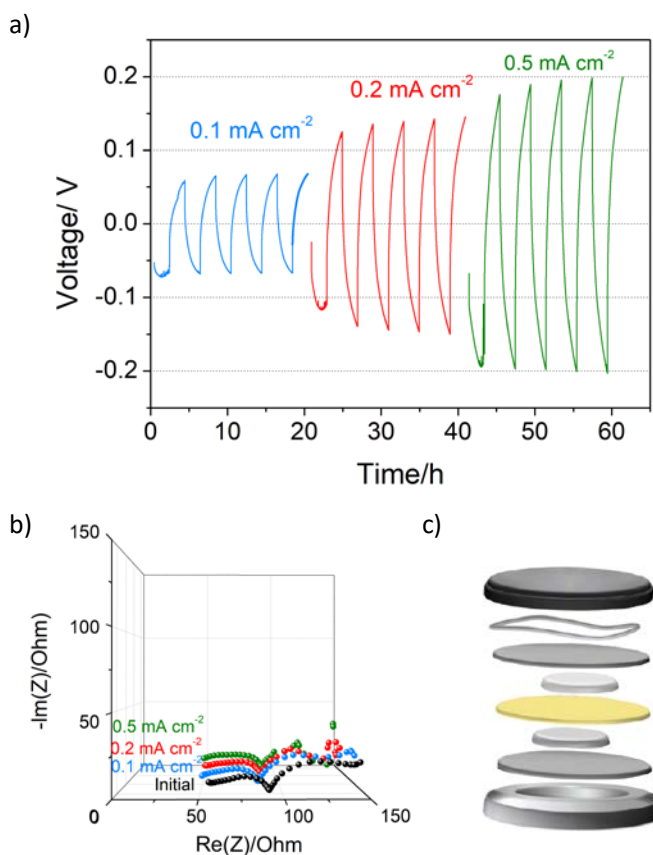 a)
0.1 mA cm⁻²
0.2 mA cm⁻²
0.5 mA cm⁻²
Voltage/ V
0.2
0.1
0.0
-0.1
-0.2
0 10 20 30 40 50 60
Time/h
b)
-Im(Z)/Ohm
150
100
50
0
0.5 mA cm⁻²
0.2 mA cm⁻²
0.1 mA cm⁻²
Initial
50 100 150
Re(Z)/Ohm
c)